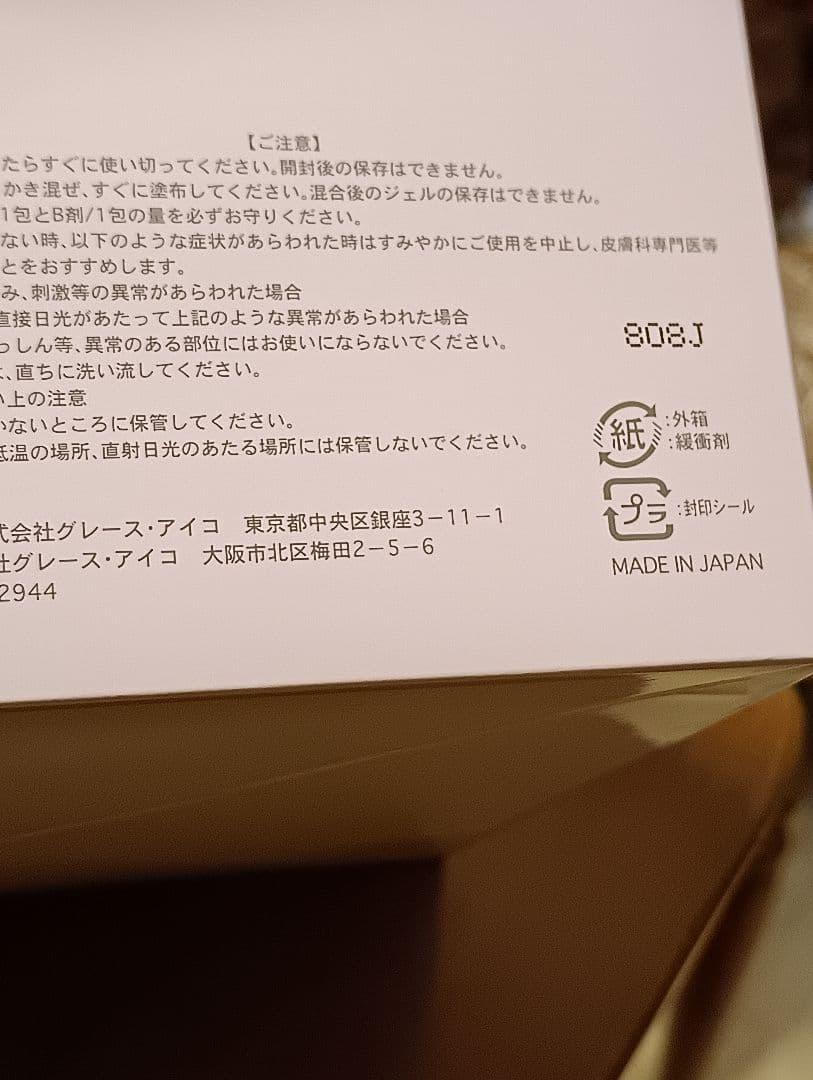 【ご注意】
たらすぐに使い切ってください。開封後の保存はできません。
かき混ぜ、すぐに塗布してください。混合後のジェルの保存はできません。
1包とB剤/1包の量を必ずお守りください。
ない時、以下のような症状があらわれた時はすみやかにご使用を中止し、皮膚科専門医等
とをおすすめします。
み、刺激等の異常があらわれた場合
直接日光があたって上記のような異常があらわれた場合
っしん等、異常のある部位にはお使いにならないでください。
、直ちに洗い流してください。
い上の注意
かないところに保管してください。
低温の場所、直射日光のあたる場所には保管しないでください。
808J
紙:外箱
:緩衝剤
プラ:封印シール
MADE IN JAPAN
式会社グレース・アイコ 東京都中央区銀座3-11-1
社グレース・アイコ 大阪市北区梅田2-5-6
2944